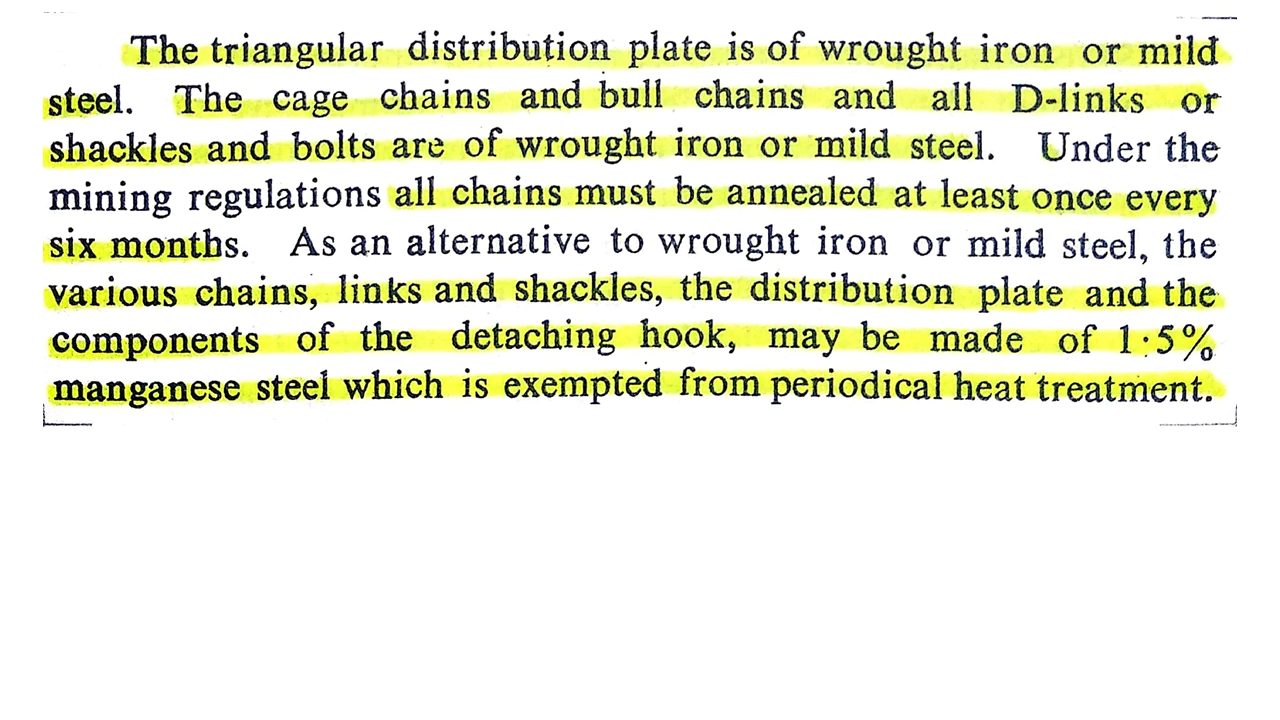 The triangular distribution plate is of wrought iron or mild
steel. The cage chains and bull chains and all D-links or
shackles and bolts are of wrought iron or mild steel. Under the
mining regulations all chains must be annealed at least once every
six months. As an alternative to wrought iron or mild steel, the
various chains, links and shackles, the distribution plate and the
components of the detaching hook, may be made of 1·5%
manganese steel which is exempted from periodical heat treatment.